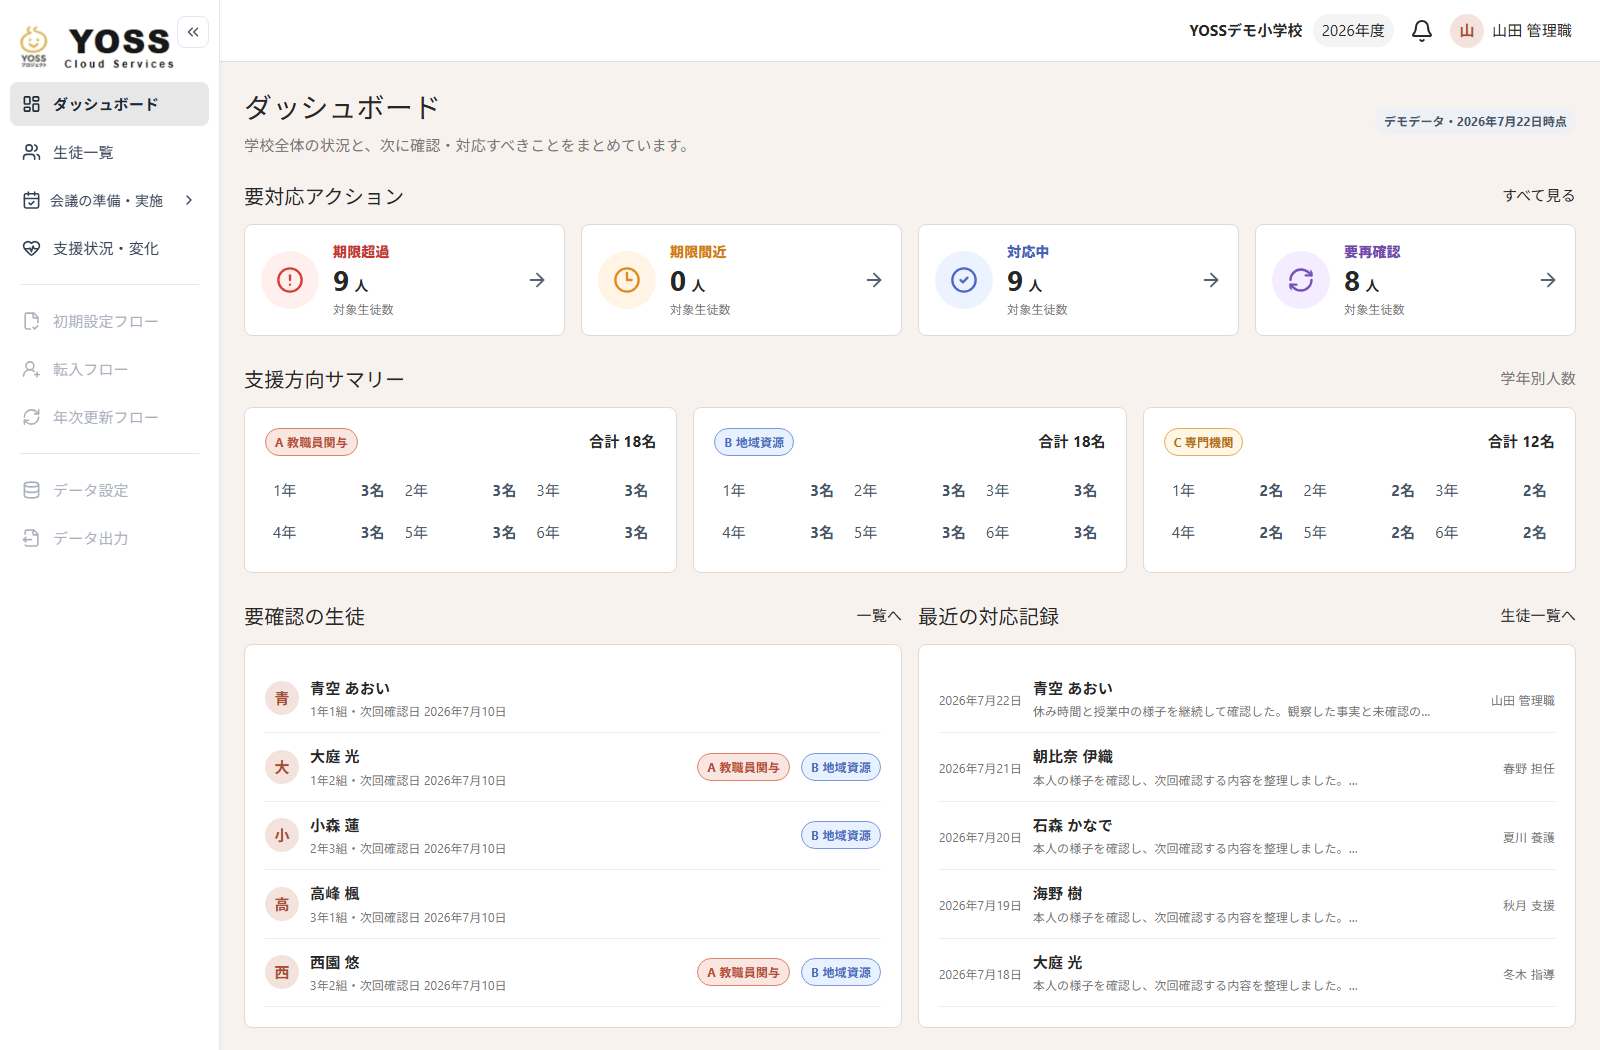 YOSS
プロジェクト
YOSS
Cloud Services
ダッシュボード
生徒一覧
会議の準備・実施
支援状況・変化
初期設定フロー
転入フロー
年次更新フロー
データ設定
データ出力
YOSSデモ小学校
2026年度
山
山田 管理職
ダッシュボード
学校全体の状況と、次に確認・対応すべきことをまとめています。
デモデータ・2026年7月22日時点
要対応アクション
すべて見る
期限超過
9 人
対象生徒数
期限間近
0 人
対象生徒数
対応中
9 人
対象生徒数
要再確認
8 人
対象生徒数
支援方向サマリー
学年別人数
A 教職員関与
合計 18名
1年 3名 2年 3名 3年 3名
4年 3名 5年 3名 6年 3名
B 地域資源
合計 18名
1年 3名 2年 3名 3年 3名
4年 3名 5年 3名 6年 3名
C 専門機関
合計 12名
1年 2名 2年 2名 3年 2名
4年 2名 5年 2名 6年 2名
要確認の生徒
一覧へ
青
青空 あおい
1年1組・次回確認日 2026年7月10日
大
大庭 光
1年2組・次回確認日 2026年7月10日
A 教職員関与
B 地域資源
小
小森 蓮
2年3組・次回確認日 2026年7月10日
B 地域資源
高
高峰 楓
3年1組・次回確認日 2026年7月10日
西
西園 悠
3年2組・次回確認日 2026年7月10日
A 教職員関与
B 地域資源
最近の対応記録
生徒一覧へ
2026年7月22日
青空 あおい
休み時間と授業中の様子を継続して確認した。観察した事実と未確認の...
山田 管理職
2026年7月21日
朝比奈 伊織
本人の様子を確認し、次回確認する内容を整理しました。...
春野 担任
2026年7月20日
石森 かなで
本人の様子を確認し、次回確認する内容を整理しました。...
夏川 養護
2026年7月19日
海野 樹
本人の様子を確認し、次回確認する内容を整理しました。...
秋月 支援
2026年7月18日
大庭 光
本人の様子を確認し、次回確認する内容を整理しました。...
冬木 指導